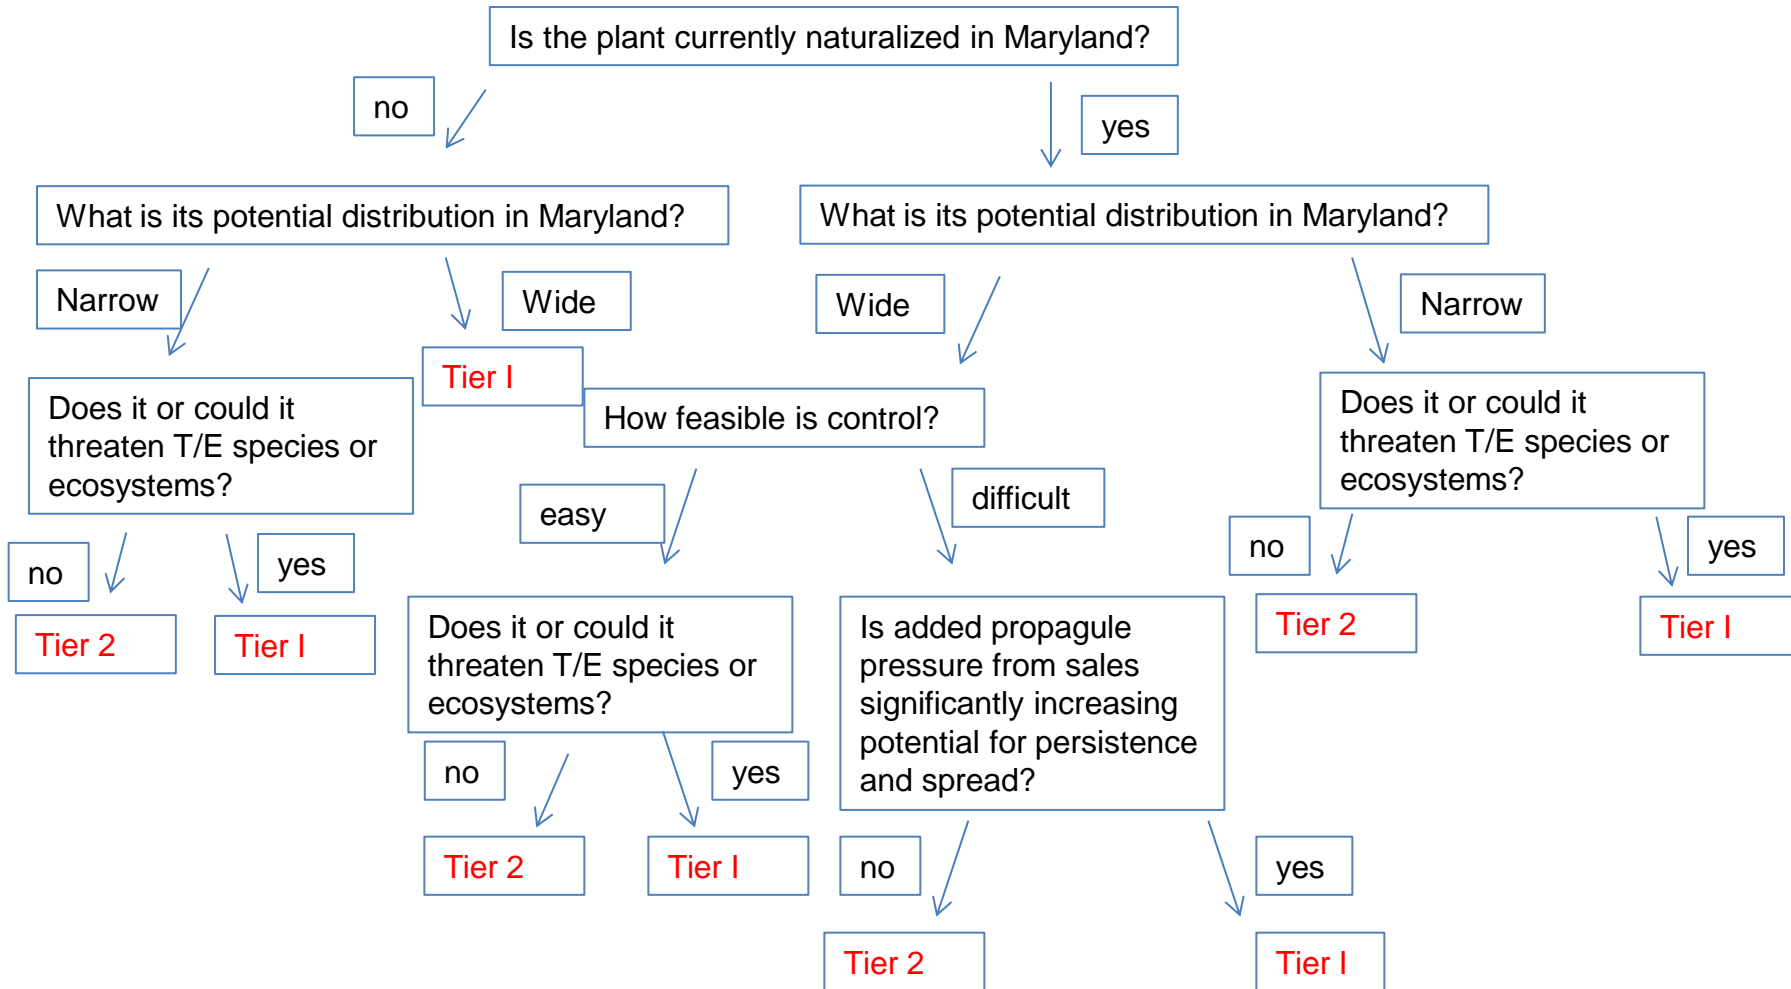 Is the plant currently naturalized in Maryland?
no
yes
What is its potential distribution in Maryland?
What is its potential distribution in Maryland?
Narrow
Wide
Wide
Narrow
Tier I
Does it or could it
threaten T/E species or
ecosystems?
How feasible is control?
Does it or could it
threaten T/E species or
ecosystems?
easy
difficult
no
yes
no
yes
Tier 2
Tier I
Does it or could it
threaten T/E species or
ecosystems?
Is added propagule
pressure from sales
significantly increasing
potential for persistence
and spread?
Tier 2
Tier I
no
yes
Tier 2
Tier I
no
yes
Tier 2
Tier I